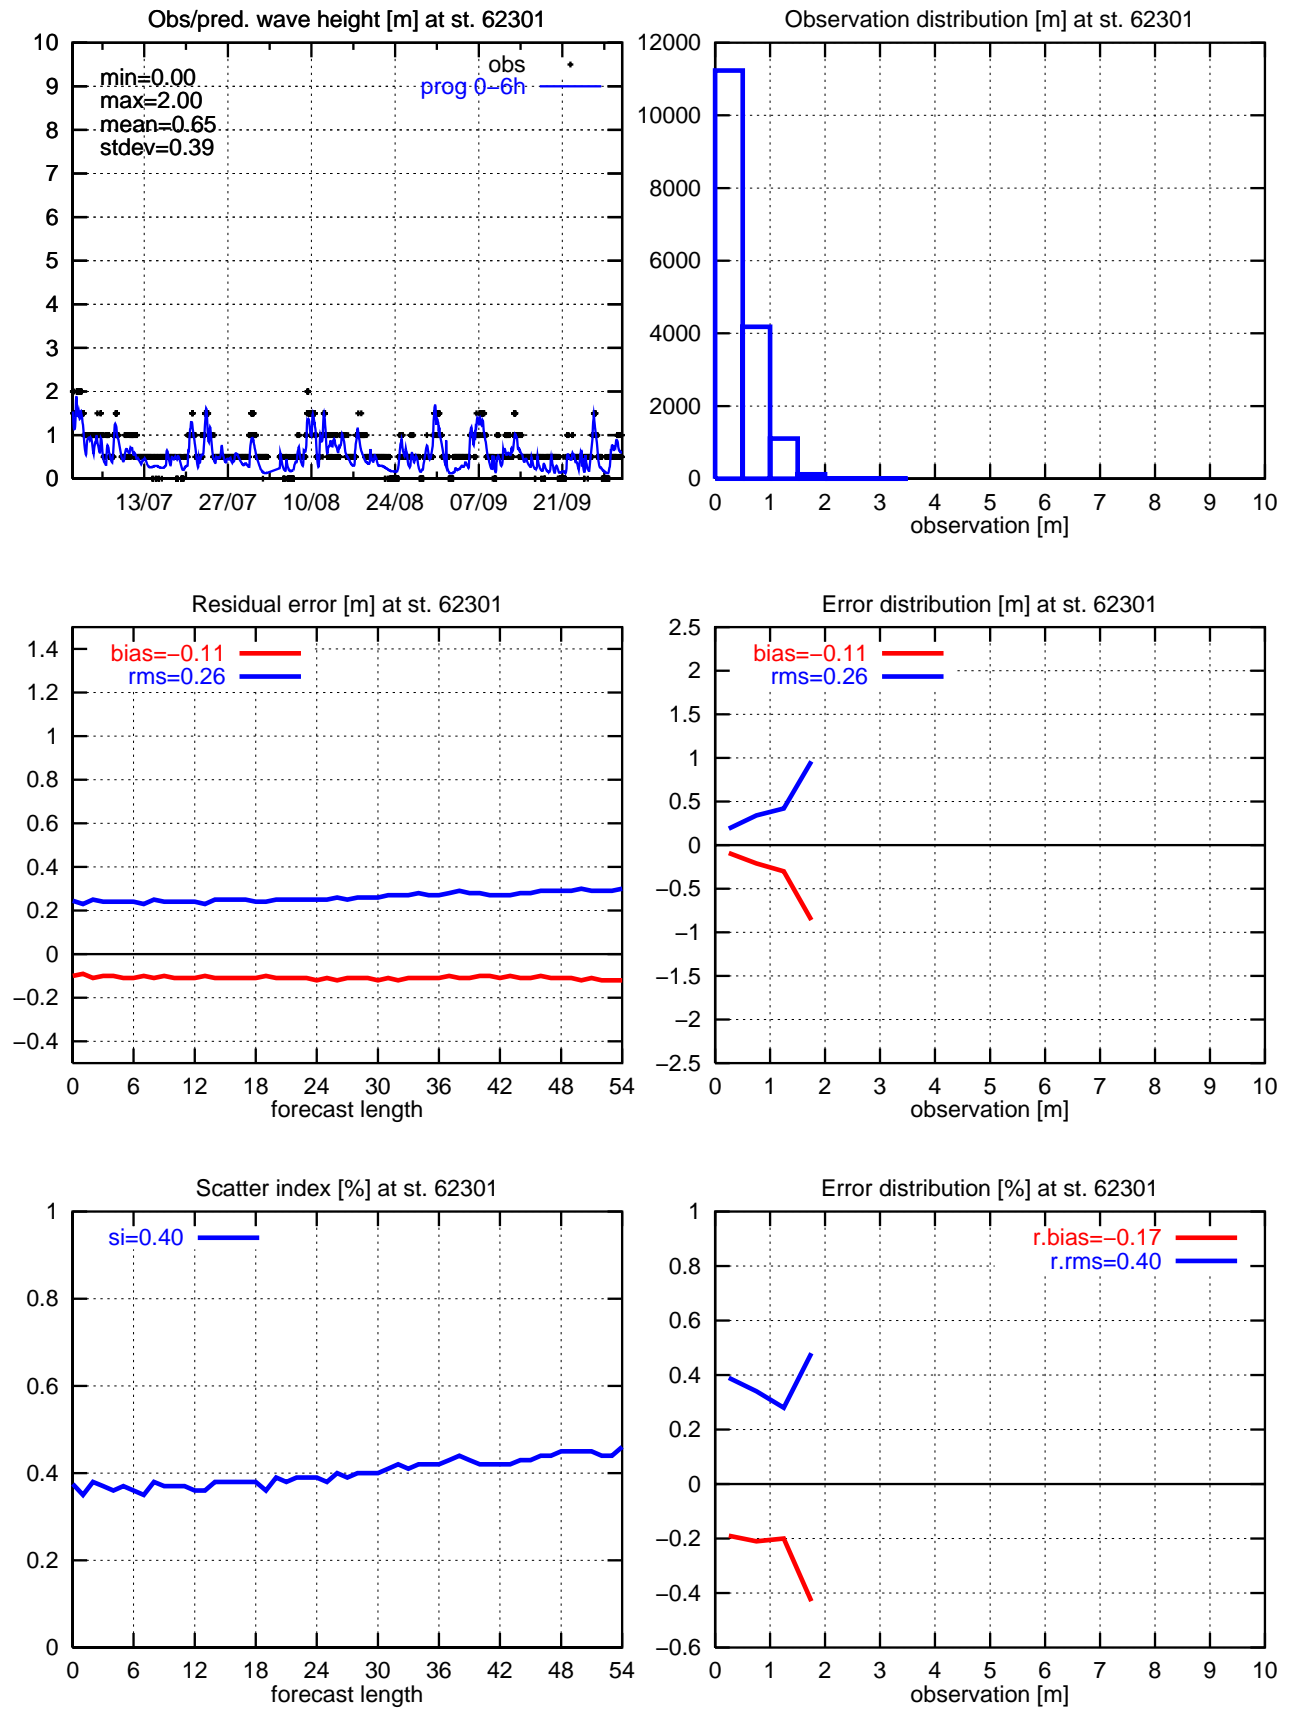 Obs/pred. wave height [m] at st. 62301
10
9
8
7
6
5
4
3
2
1
0
min=0.00
max=2.00
mean=0.65
stdev=0.39
obs
prog 0−6h
13/07 27/07 10/08 24/08 07/09 21/09
Observation distribution [m] at st. 62301
12000
10000
8000
6000
4000
2000
0
0 1 2 3 4 5 6 7 8 9 10
observation [m]
Residual error [m] at st. 62301
1.4
1.2
1
0.8
0.6
0.4
0.2
0
−0.2
−0.4
bias=−0.11
rms=0.26
0 6 12 18 24 30 36 42 48 54
forecast length
Error distribution [m] at st. 62301
2.5
2
1.5
1
0.5
0
−0.5
−1
−1.5
−2
−2.5
bias=−0.11
rms=0.26
0 1 2 3 4 5 6 7 8 9 10
observation [m]
Scatter index [%] at st. 62301
1
0.8
0.6
0.4
0.2
0
si=0.40
0 6 12 18 24 30 36 42 48 54
forecast length
Error distribution [%] at st. 62301
1
0.8
0.6
0.4
0.2
0
−0.2
−0.4
−0.6
r.bias=−0.17
r.rms=0.40
0 1 2 3 4 5 6 7 8 9 10
observation [m]